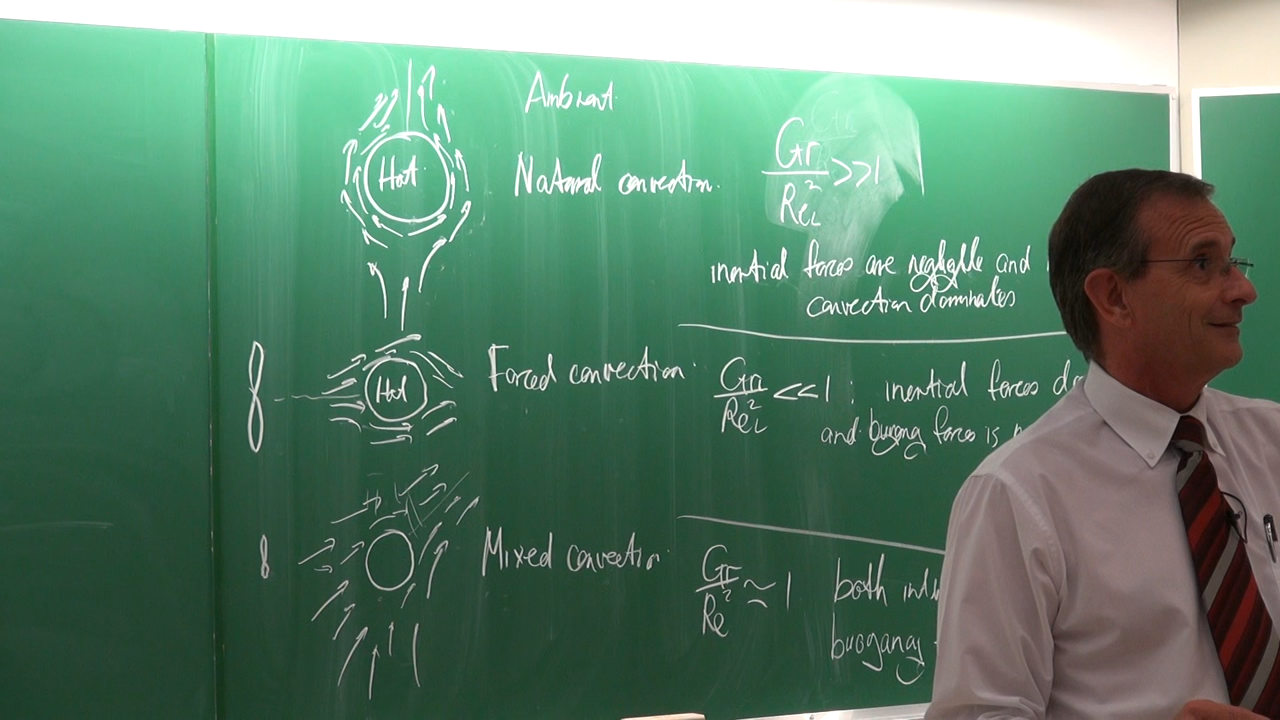 Ambient.
Hot.
Natural convection.
Gr/Re_L^2 >> 1
inertial forces are negligible and
convection dominates
Hot
Forced convection.
Gr/Re_L^2 << 1 : inertial forces
and buoyancy forces is
Mixed convection
Gr/Re^2 ≈ 1
both
buoyancy